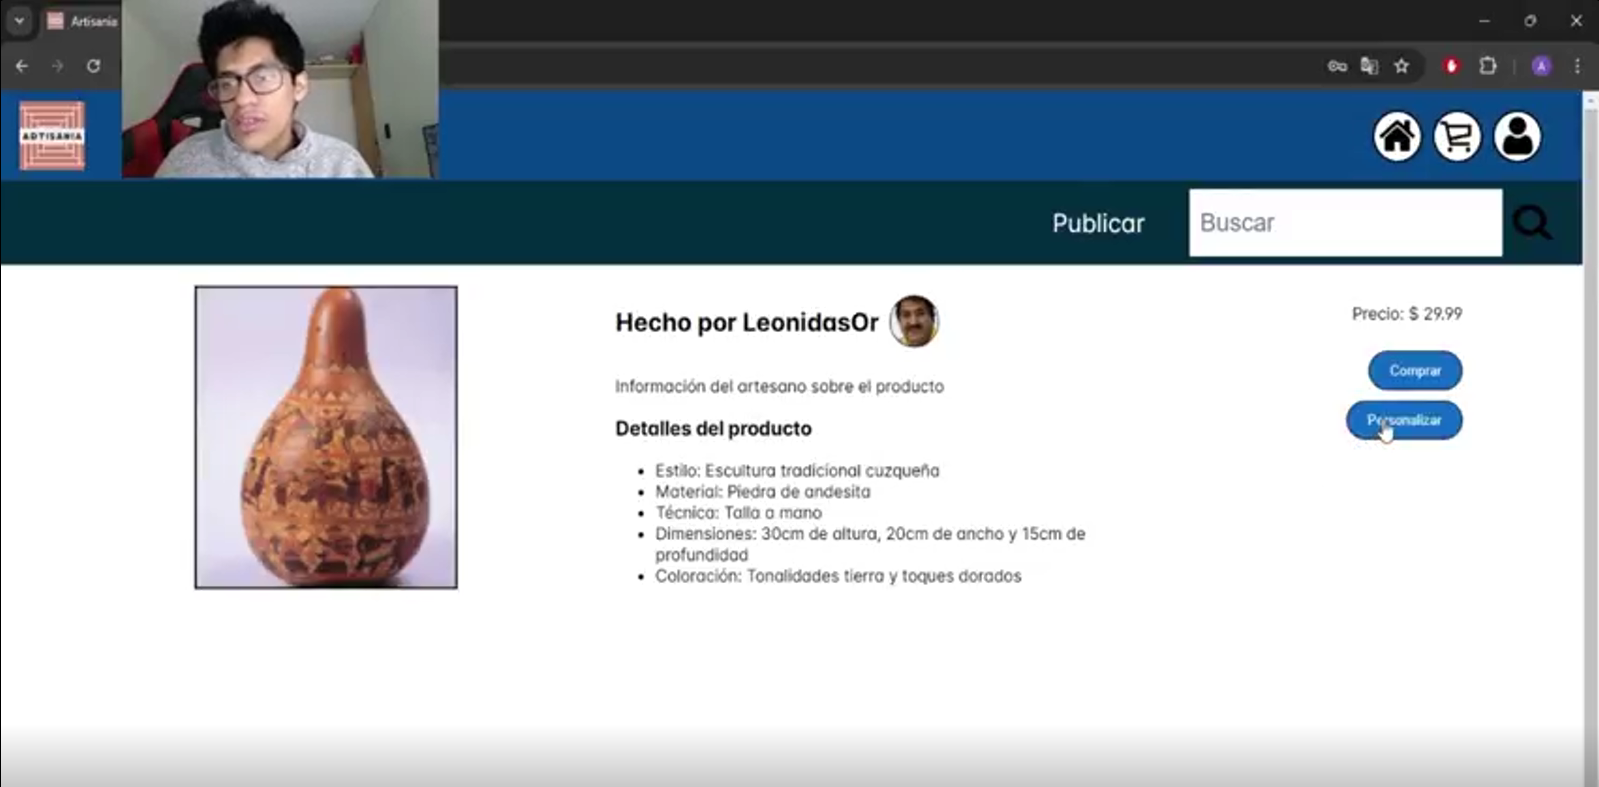 Artisania
ARTISANIA
Publicar
Buscar
Hecho por LeonidasOr
Precio: $ 29.99
Comprar
Información del artesano sobre el producto
Personalizar
Detalles del producto
Estilo: Escultura tradicional cuzqueña
Material: Piedra de andesita
Técnica: Talla a mano
Dimensiones: 30cm de altura, 20cm de ancho y 15cm de
profundidad
Coloración: Tonalidades tierra y toques dorados